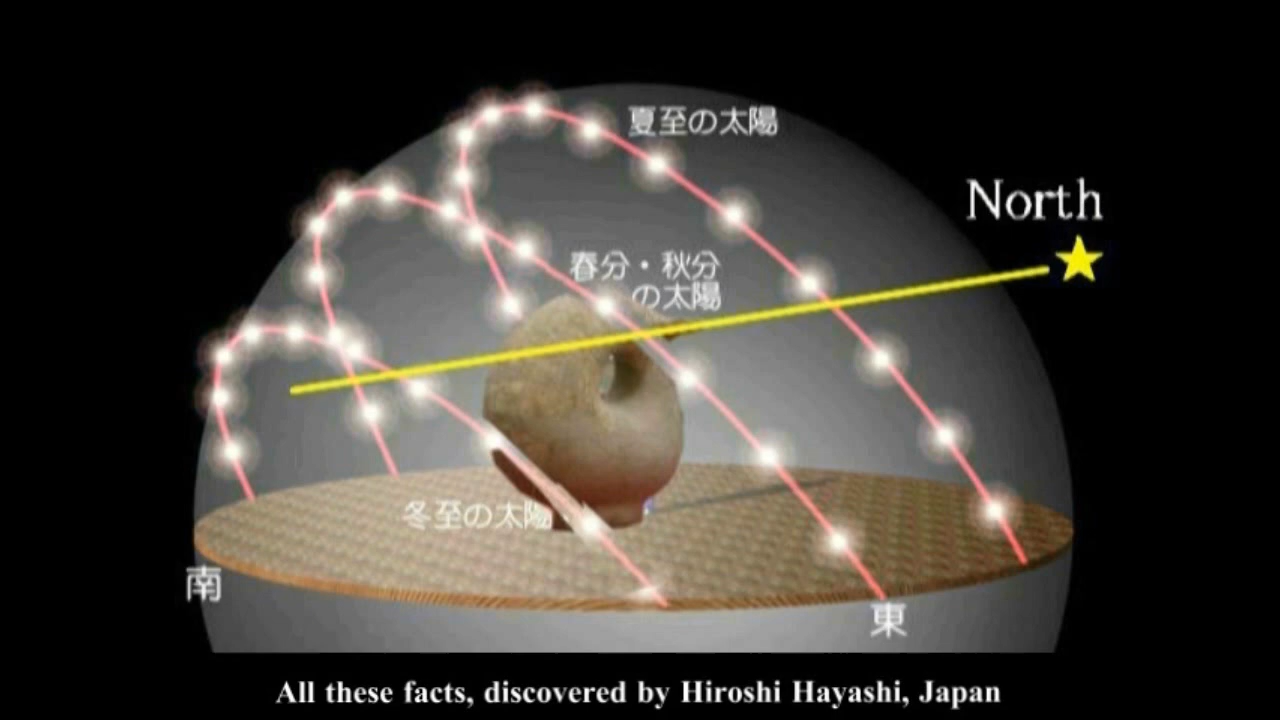 夏至の太陽
North
春分・秋分
の太陽
冬至の太陽
南
東
All these facts, discovered by Hiroshi Hayashi, Japan